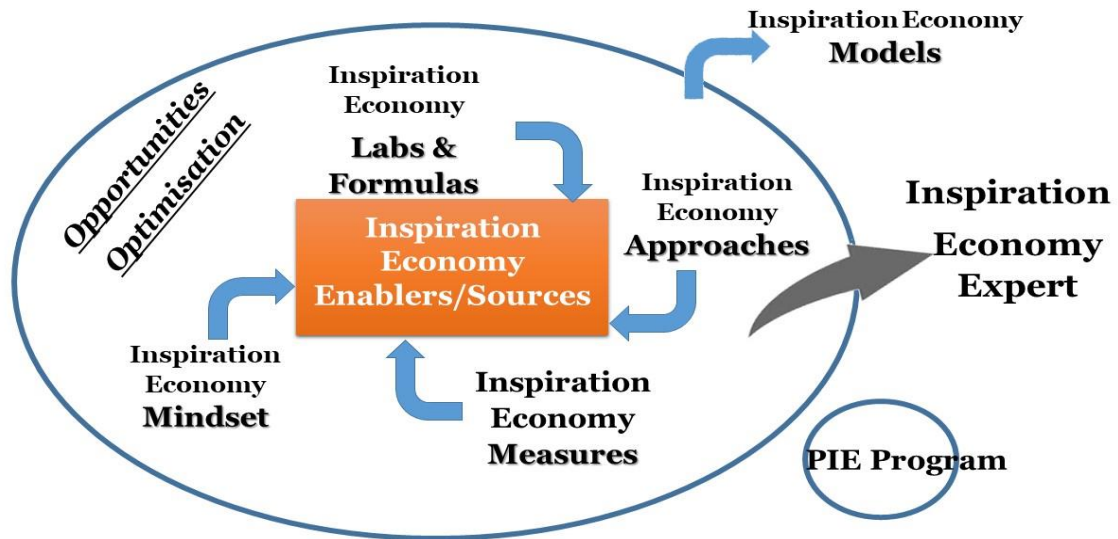 Inspiration Economy
Models
Opportunities
Optimisation
Inspiration
Economy
Labs &
Formulas
Inspiration
Economy
Approaches
Inspiration
Economy
Enablers/Sources
Inspiration
Economy
Expert
Inspiration
Economy
Mindset
Inspiration
Economy
Measures
PIE Program